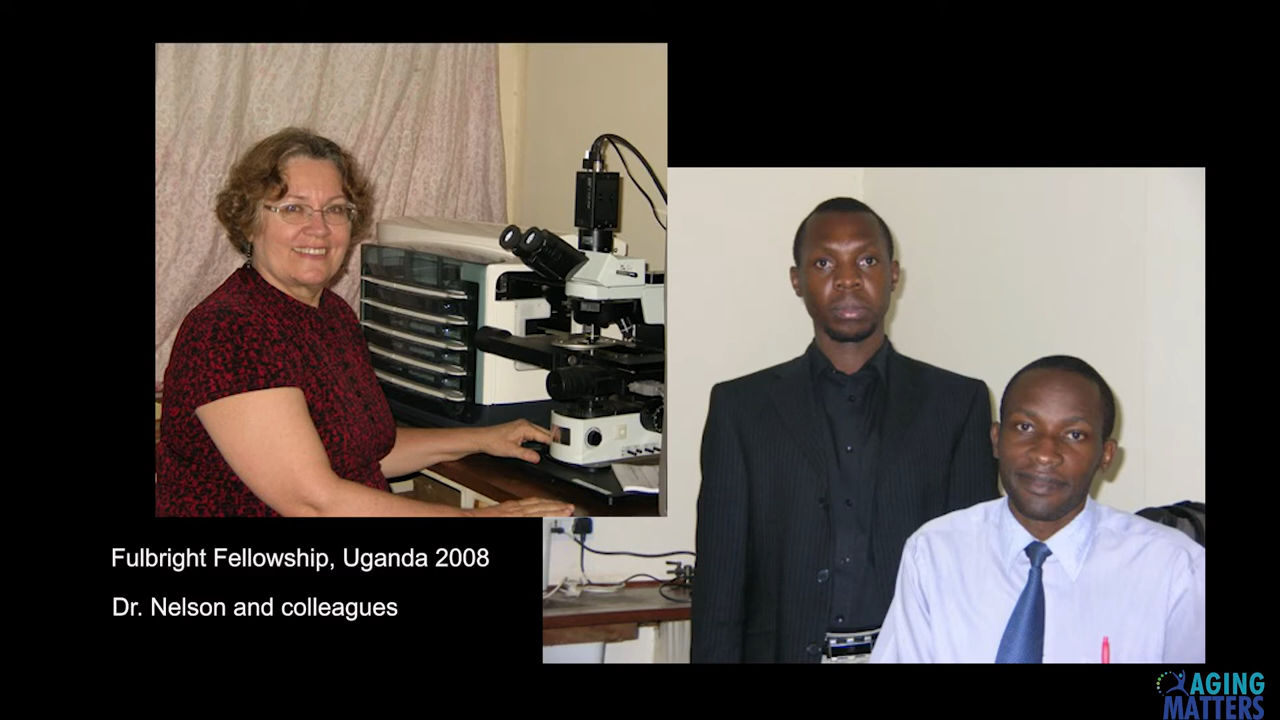 Fulbright Fellowship, Uganda 2008
Dr. Nelson and colleagues
AGING
MATTERS